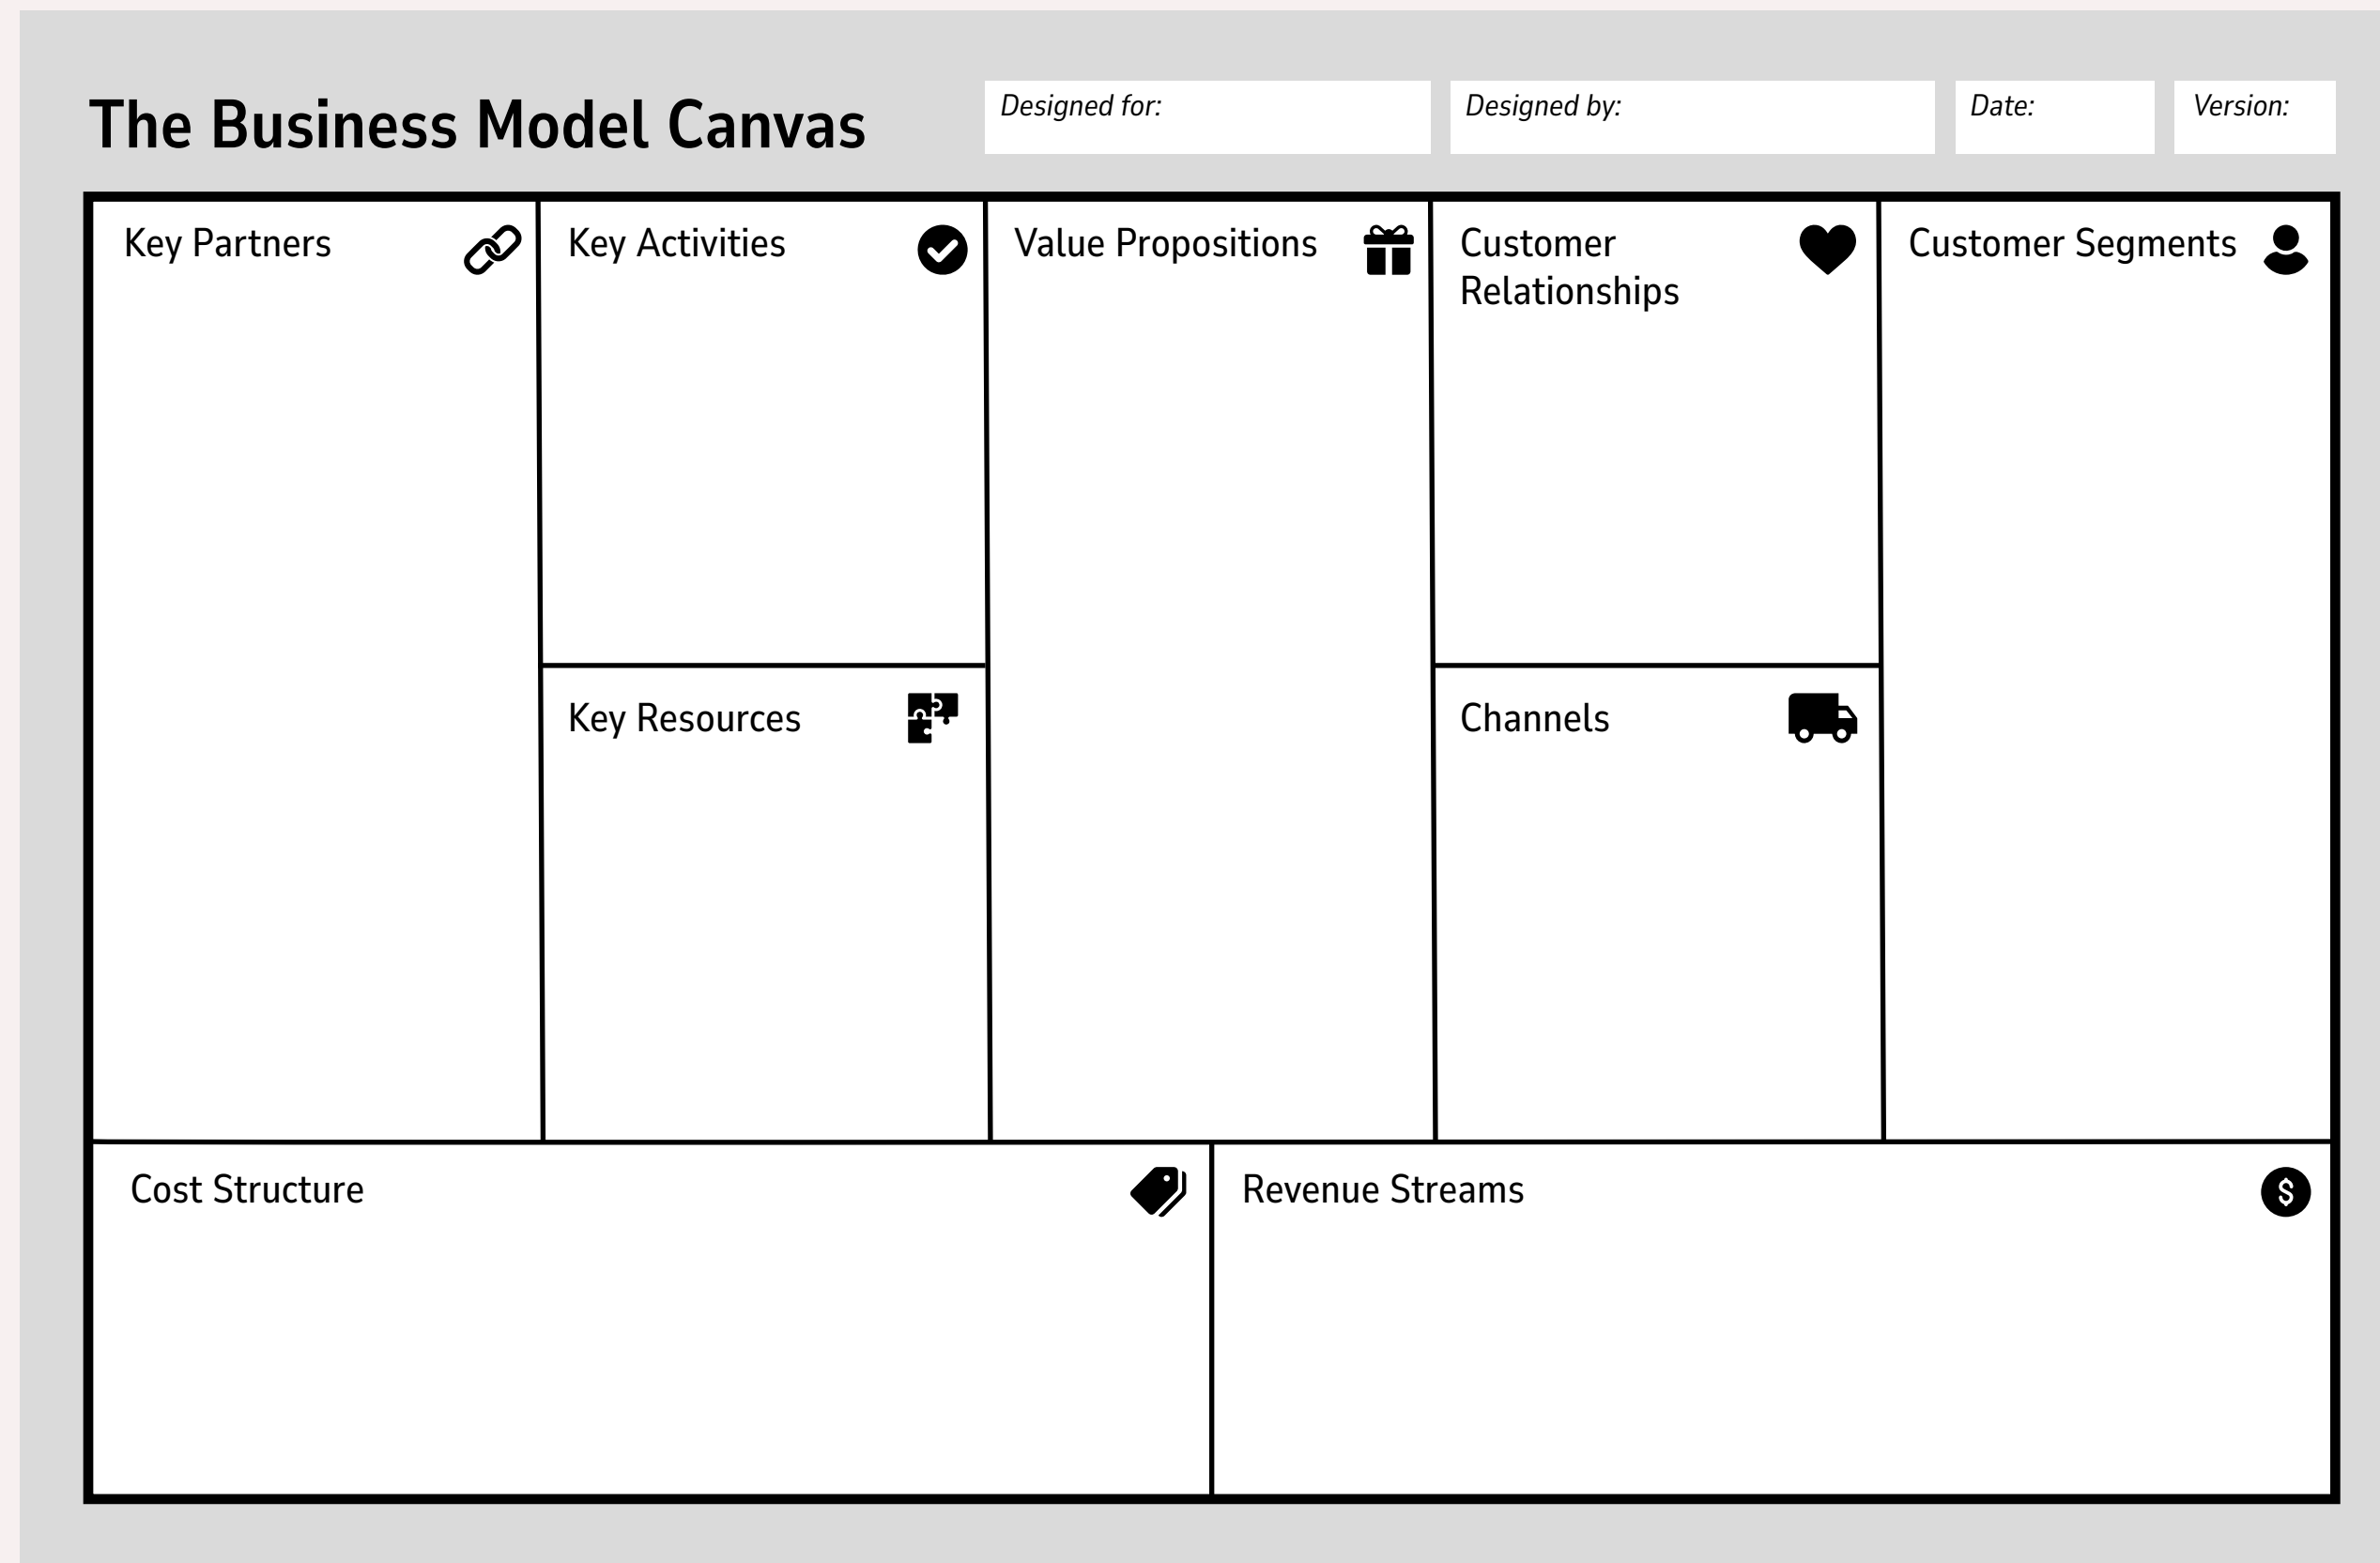 The Business Model Canvas
Designed for:
Designed by:
Date:
Version:
Key Partners
Key Activities
Value Propositions
Customer
Relationships
Customer Segments
Key Resources
Channels
Cost Structure
Revenue Streams
$